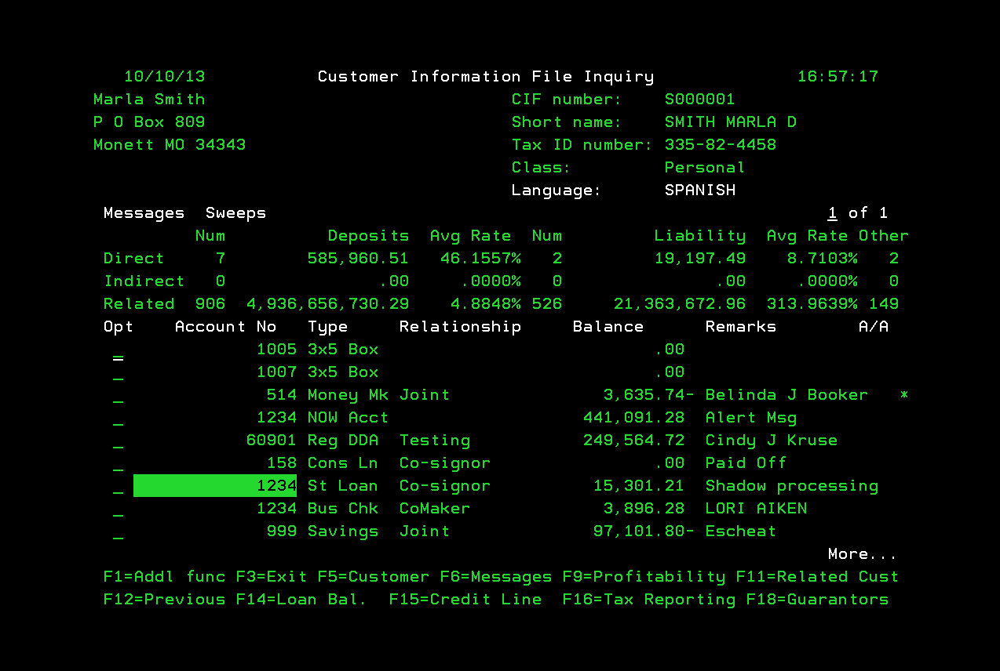 10/10/13 Customer Information File Inquiry 16:57:17
Marla Smith CIF number: S000001
P O Box 809 Short name: SMITH MARLA D
Monett MO 34343 Tax ID number: 335-82-4458
Class: Personal
Language: SPANISH
Messages Sweeps 1 of 1
Num Deposits Avg Rate Num Liability Avg Rate Other
Direct 7 585,960.51 46.1557% 2 19,197.49 8.7103% 2
Indirect 0 .00 .0000% 0 .00 .0000% 0
Related 906 4,936,656,730.29 4.8848% 526 21,363,672.96 313.9639% 149
Opt Account No Type Relationship Balance Remarks A/A
_ 1005 3x5 Box .00
_ 1007 3x5 Box .00
_ 514 Money Mk Joint 3,635.74- Belinda J Booker *
_ 1234 NOW Acct 441,091.28 Alert Msg
_ 60901 Reg DDA Testing 249,564.72 Cindy J Kruse
_ 158 Cons Ln Co-signor .00 Paid Off
_ 1234 St Loan Co-signor 15,301.21 Shadow processing
_ 1234 Bus Chk CoMaker 3,896.28 LORI AIKEN
_ 999 Savings Joint 97,101.80- Escheat
More...
F1=Addl func F3=Exit F5=Customer F6=Messages F9=Profitability F11=Related Cust
F12=Previous F14=Loan Bal. F15=Credit Line F16=Tax Reporting F18=Guarantors